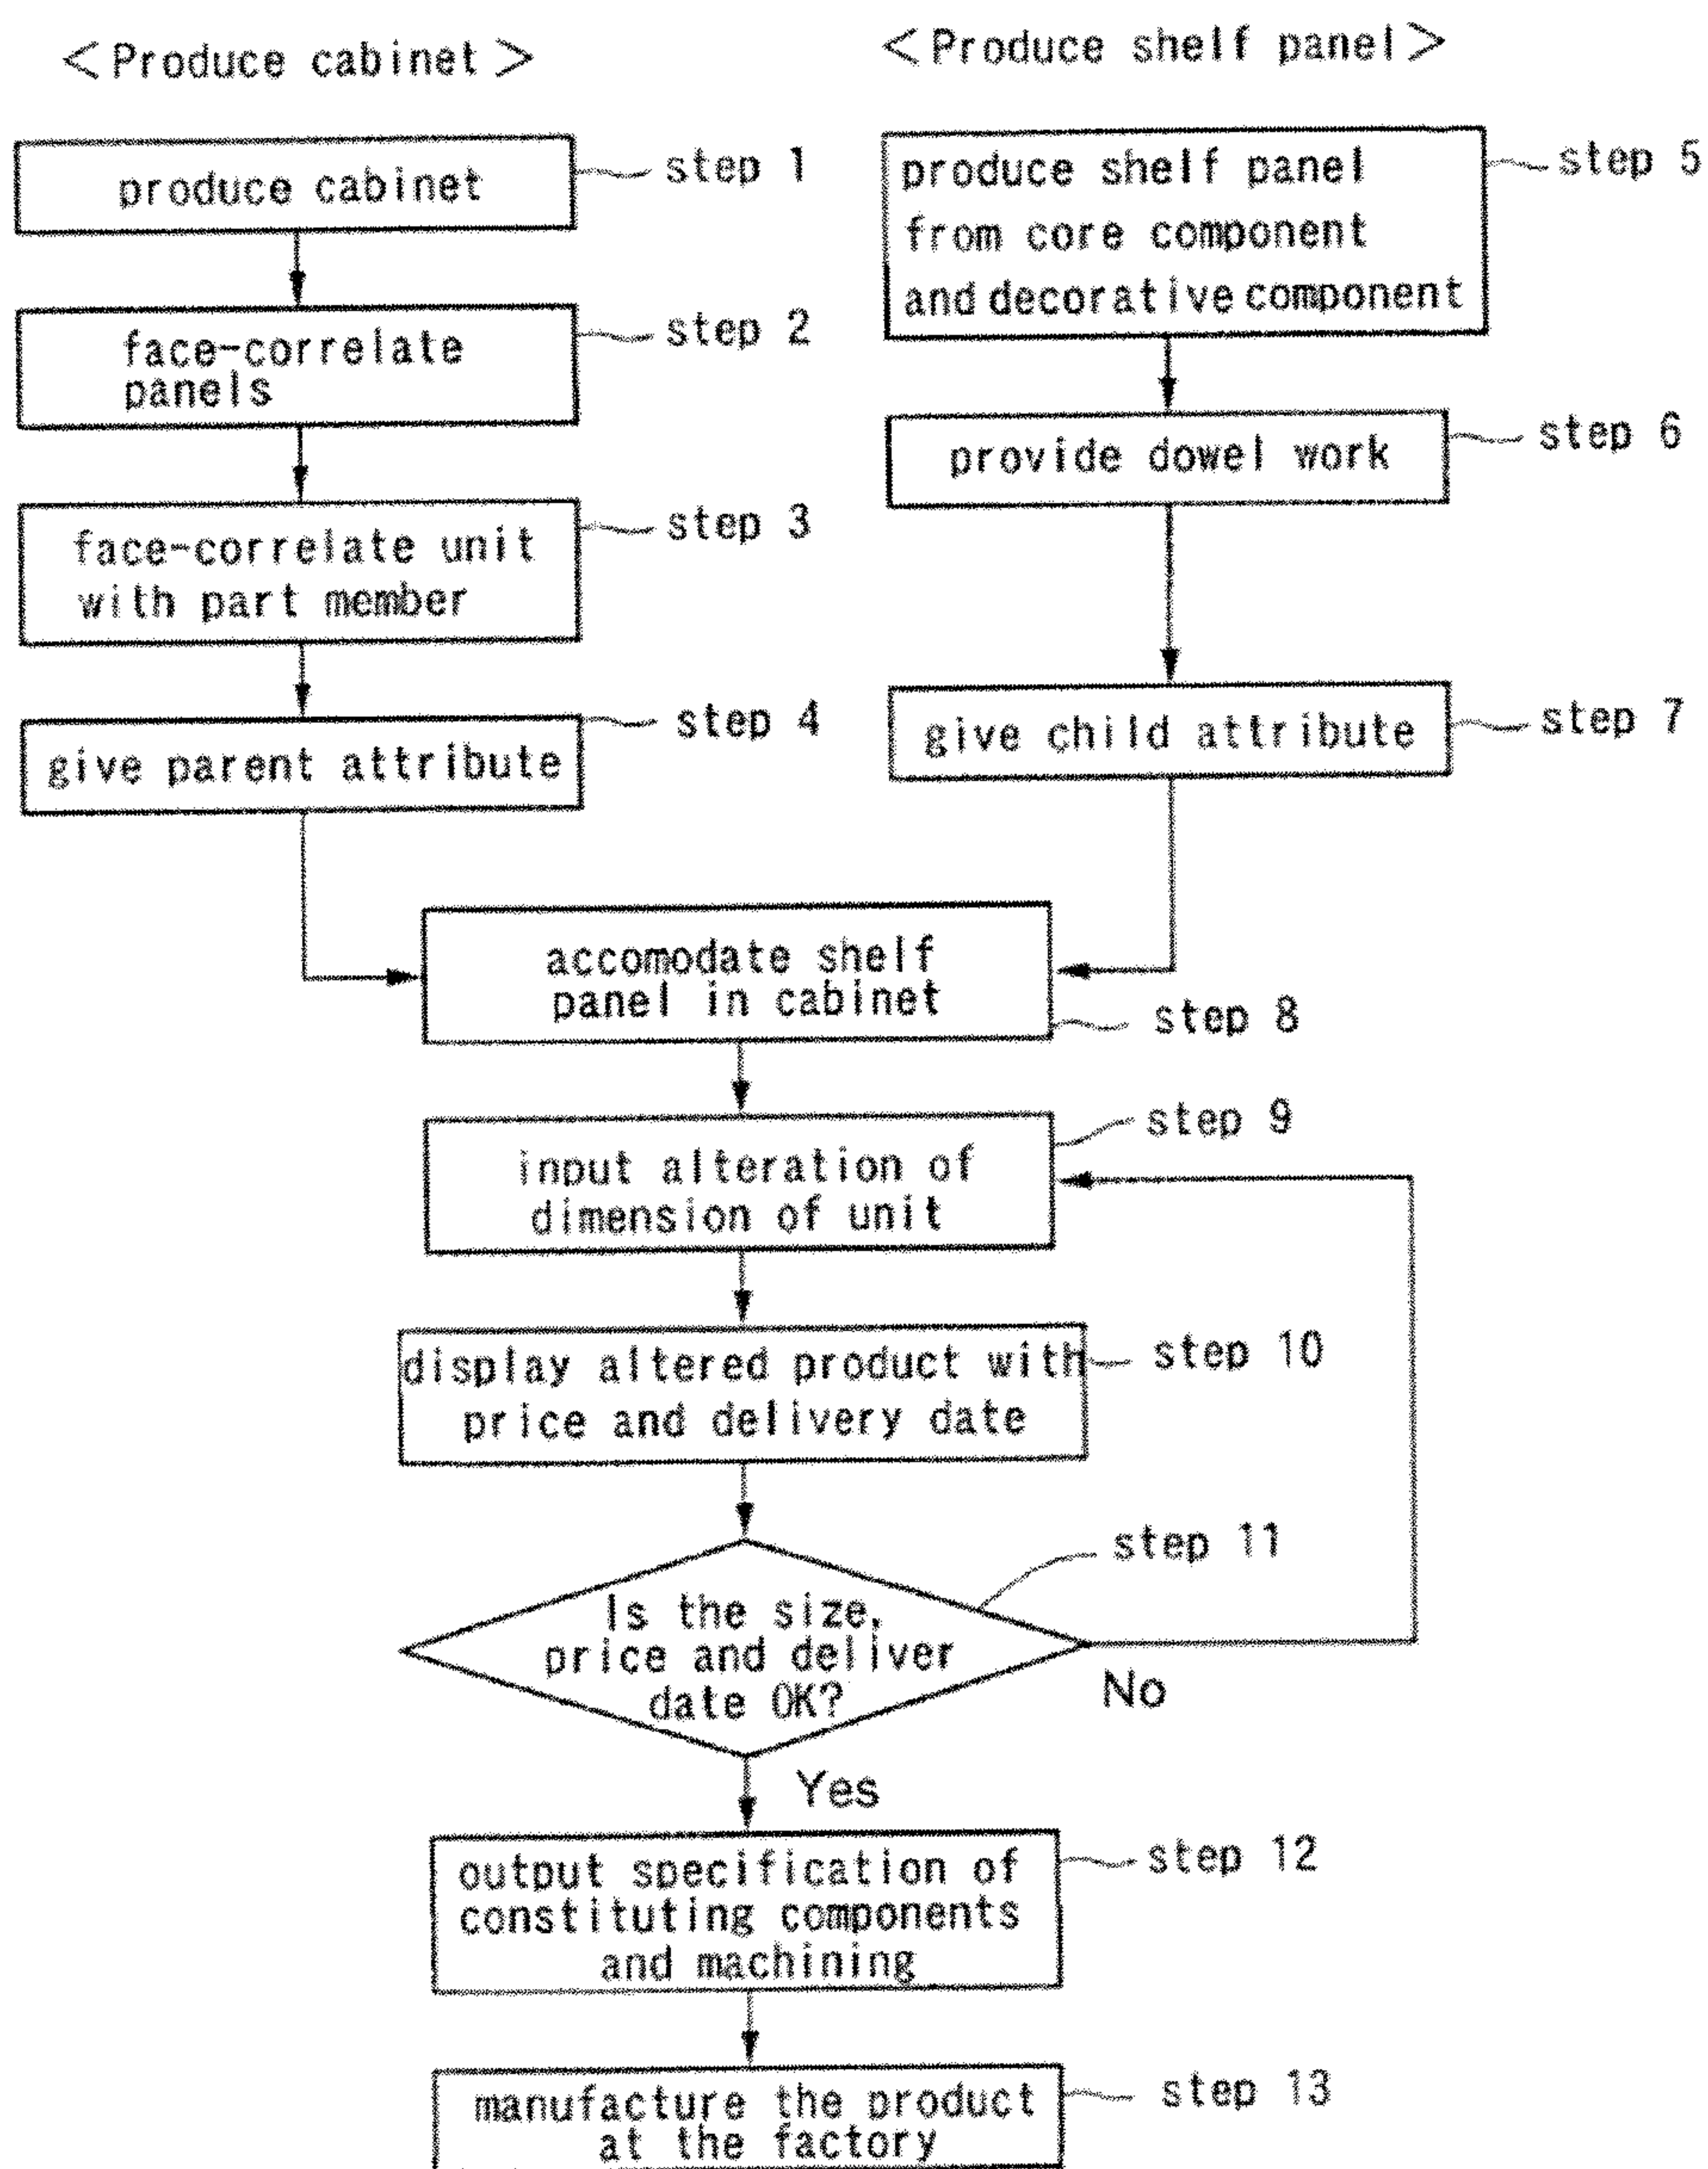 <Produce cabinet>
produce cabinet
step 1
face-correlate
panels
step 2
face-correlate unit
with part member
step 3
give parent attribute
step 4
<Produce shelf panel>
produce shelf panel
from core component
and decorative component
step 5
provide dowel work
step 6
give child attribute
step 7
accomodate shelf
panel in cabinet
step 8
input alteration of
dimension of unit
step 9
display altered product with
price and delivery date
step 10
Is the size,
price and deliver
date OK?
step 11
No
Yes
output specification of
constituting components
and machining
step 12
manufacture the product
at the factory
step 13